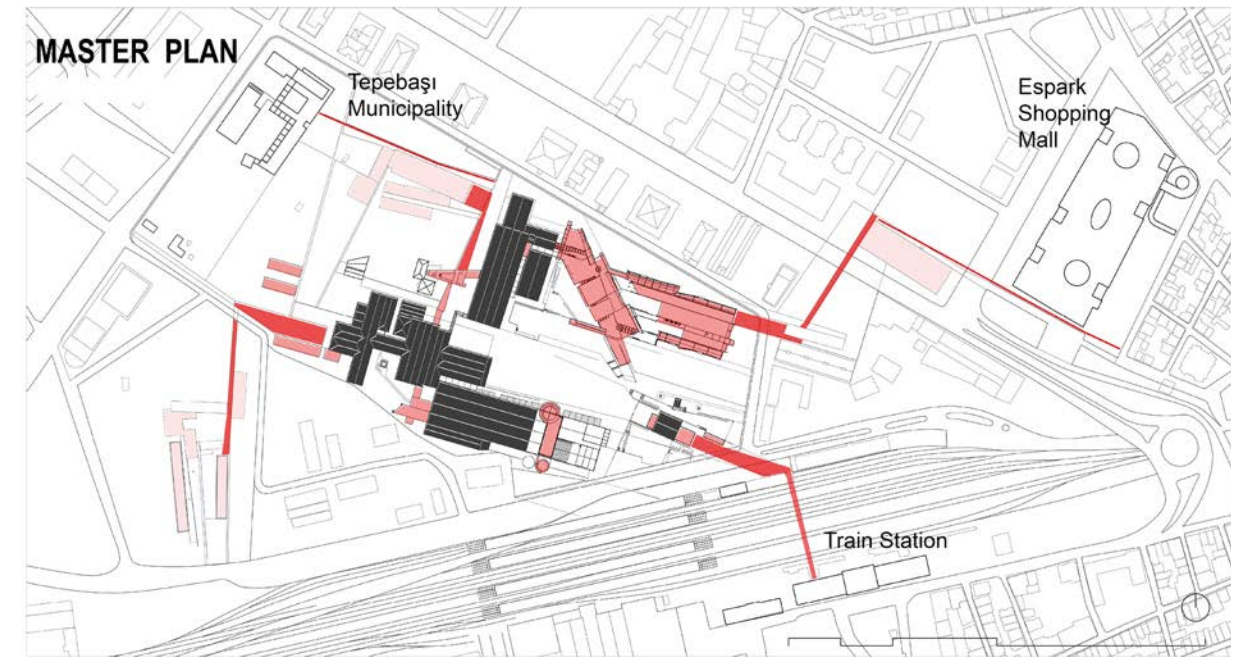 MASTER PLAN
Tepebaşı
Municipality
Espark
Shopping
Mall
Train Station